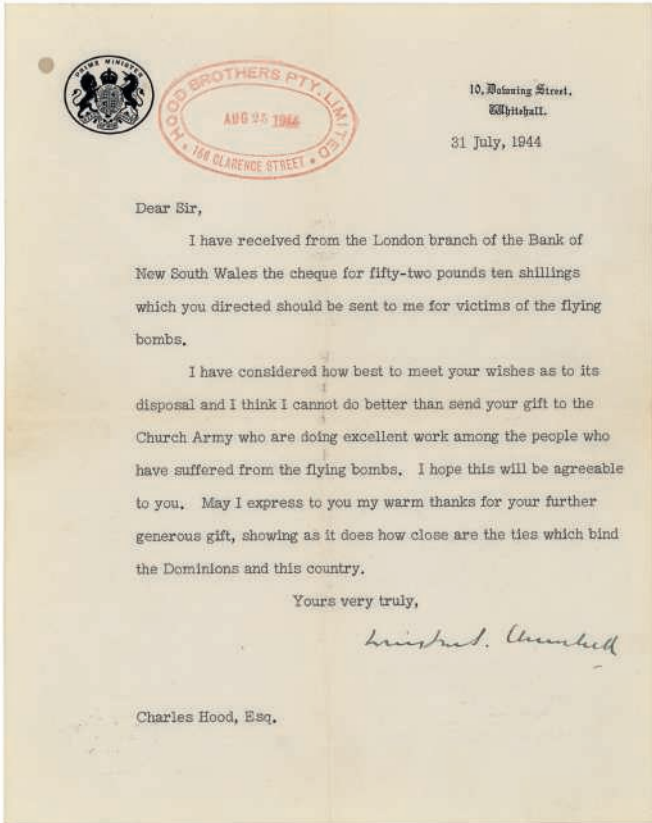 PRIME MINISTER
HOOD BROTHERS PTY. LIMITED
AUG 25 1944
• 166 CLARENCE STREET •
10, Downing Street,
Whitehall.
31 July, 1944
Dear Sir,
I have received from the London branch of the Bank of
New South Wales the cheque for fifty-two pounds ten shillings
which you directed should be sent to me for victims of the flying
bombs.
I have considered how best to meet your wishes as to its
disposal and I think I cannot do better than send your gift to the
Church Army who are doing excellent work among the people who
have suffered from the flying bombs. I hope this will be agreeable
to you. May I express to you my warm thanks for your further
generous gift, showing as it does how close are the ties which bind
the Dominions and this country.
Yours very truly,
Winston S. Churchill
Charles Hood, Esq.